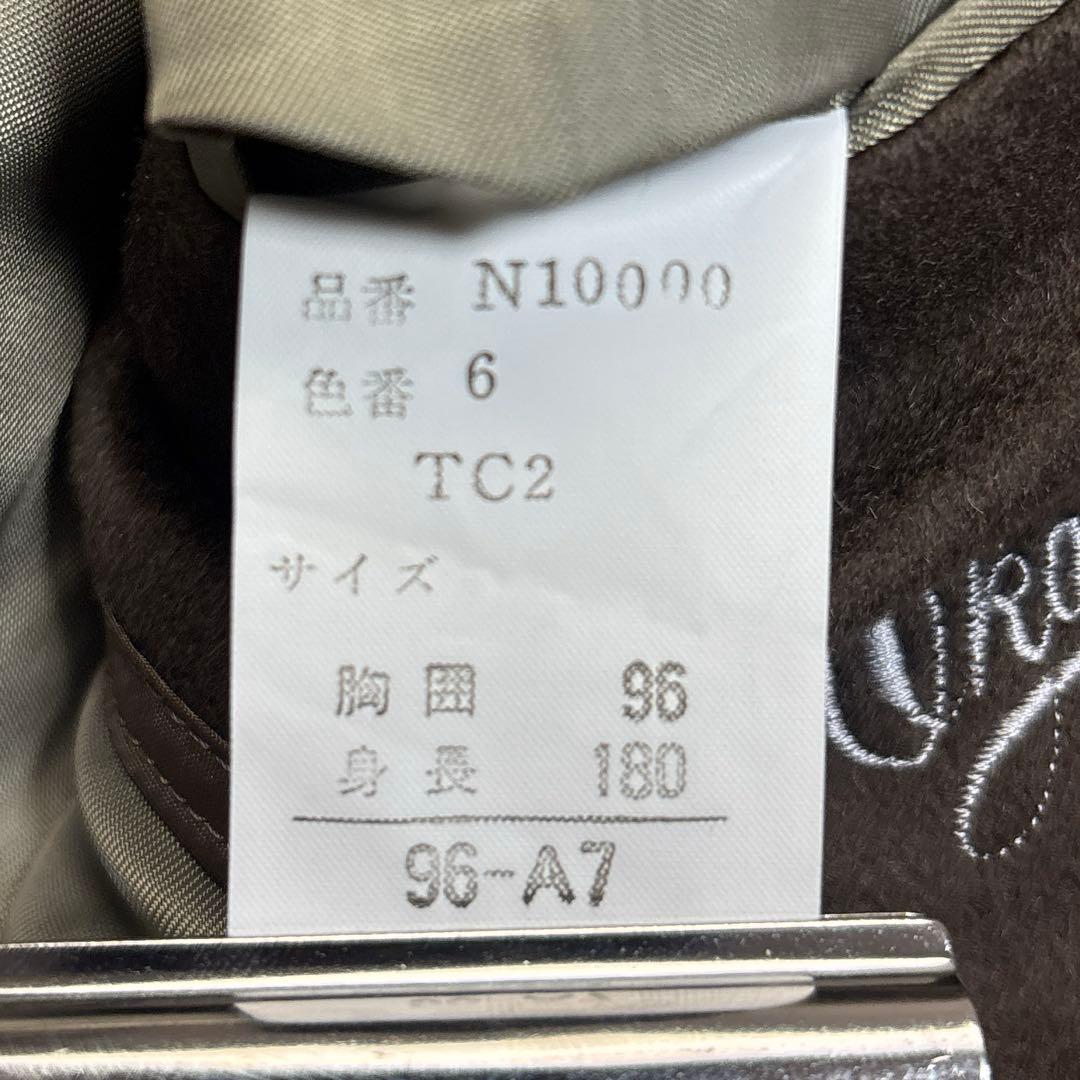 品番 N10000
色番 6
TC2
サイズ
胸囲 96
身長 180
96-A7